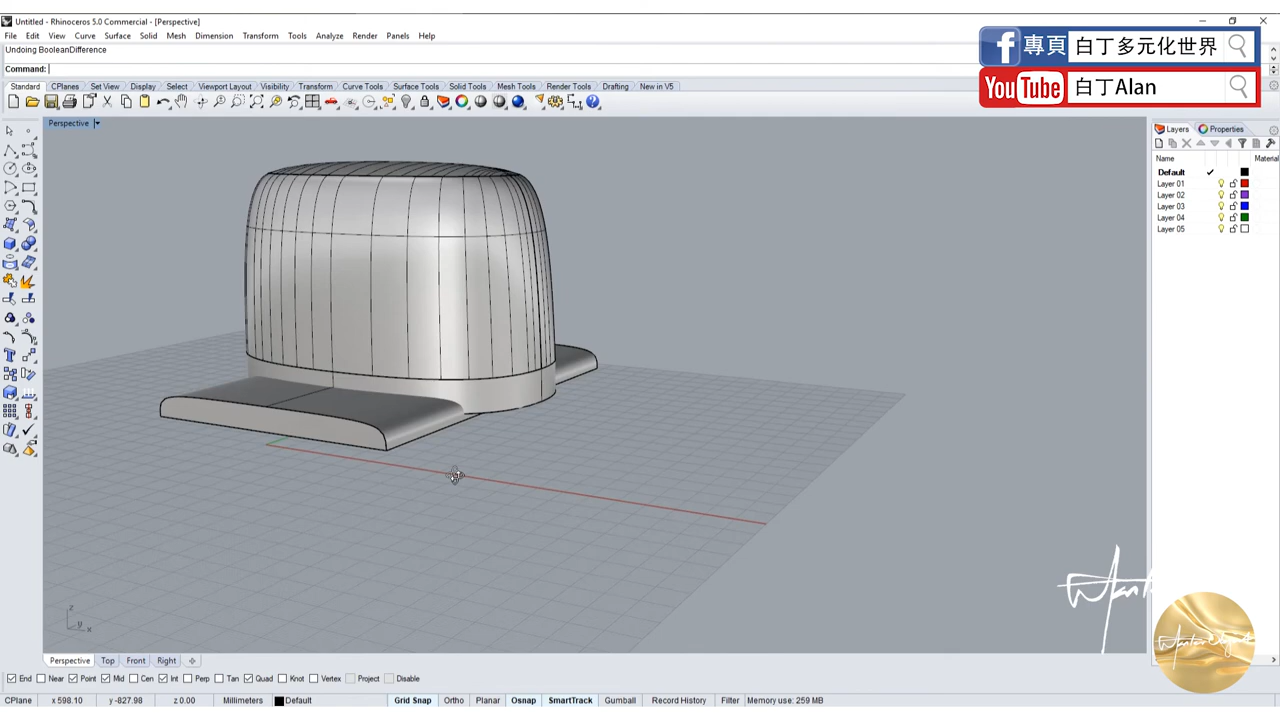 Untitled - Rhinoceros 5.0 Commercial - [Perspective]
File Edit View Curve Surface Solid Mesh Dimension Transform Tools Analyze Render Panels Help
Undoing BooleanDifference
Command:
專頁 白丁多元化世界
YouTube 白丁Alan
Standard CPlanes Set View Display Select Viewport Layout Visibility Transform Curve Tools Surface Tools Solid Tools Mesh Tools Render Tools Drafting New in V5
Perspective
Layers Properties
Name Material
Default
Layer 01
Layer 02
Layer 03
Layer 04
Layer 05
z
y
x
Perspective Top Front Right
End Near Point Mid Cen Int Perp Tan Quad Knot Vertex Project Disable
CPlane x 598.10 y -827.98 z 0.00 Millimeters Default Grid Snap Ortho Planar Osnap SmartTrack Gumball Record History Filter Memory use: 259 MB